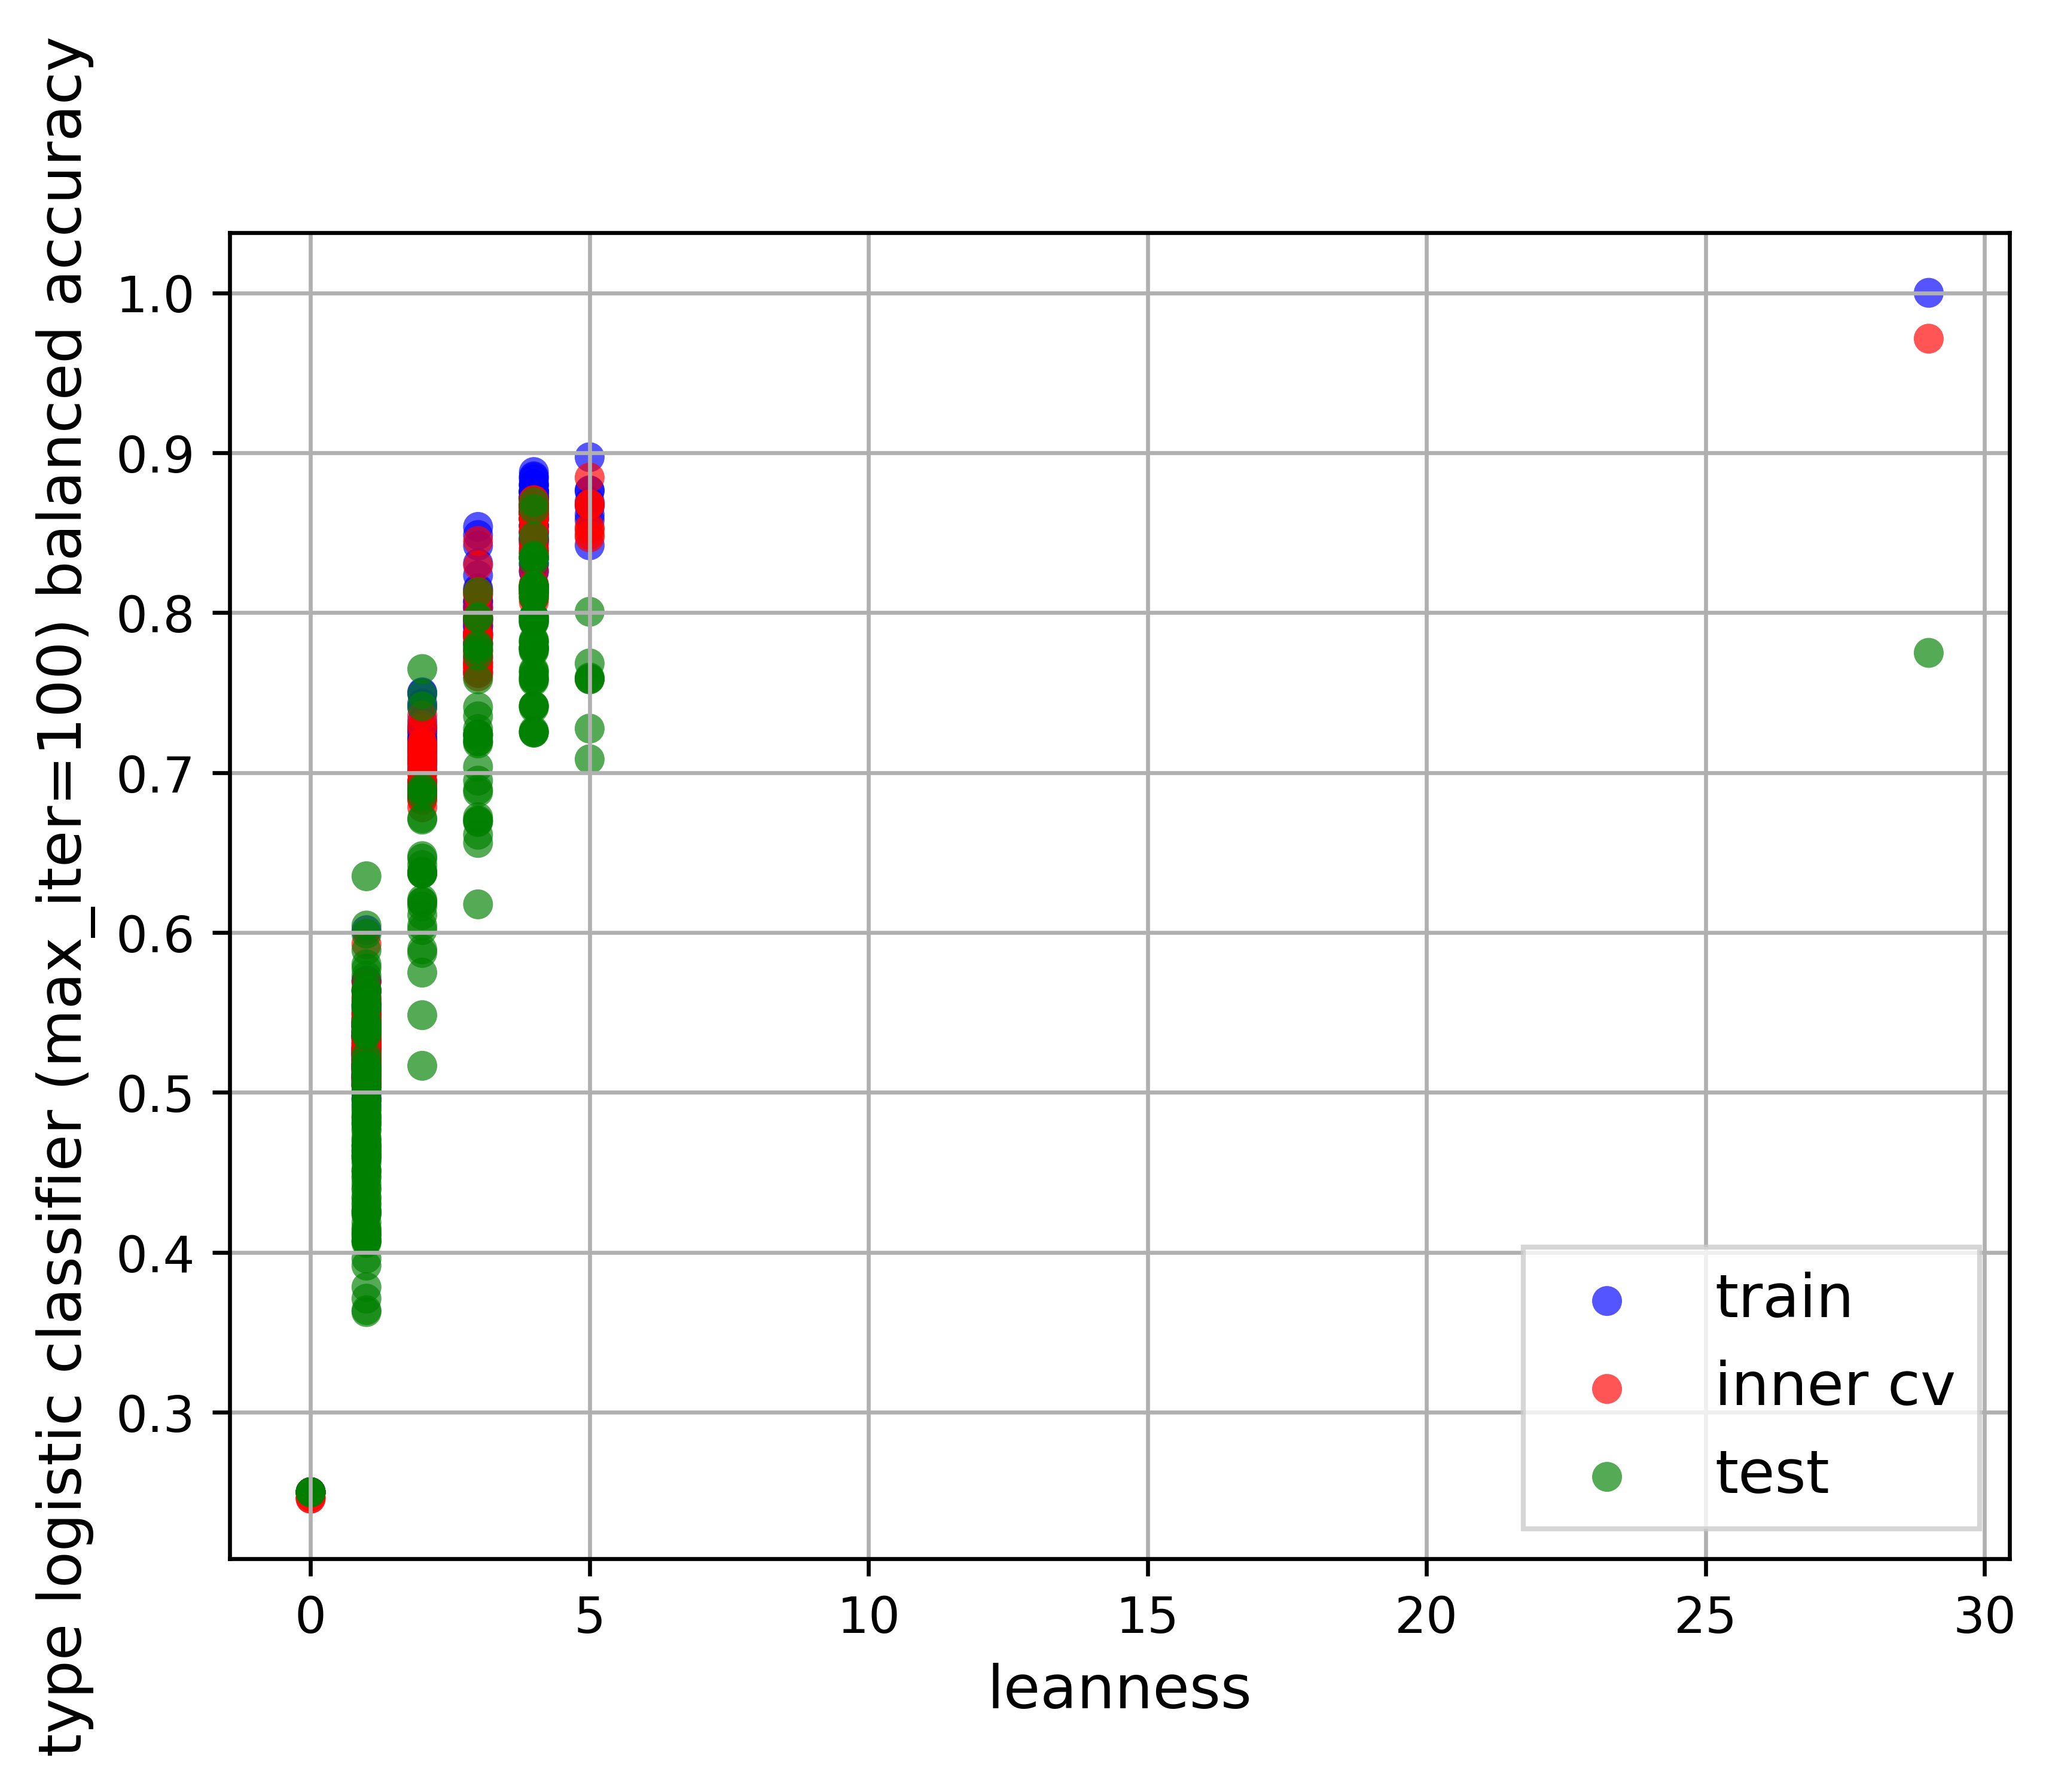 type logistic classifier (max_iter=100) balanced accuracy
1.0
0.9
0.8
0.7
0.6
0.5
0.4
0.3
train
inner cv
test
0 5 10 15 20 25 30
leanness